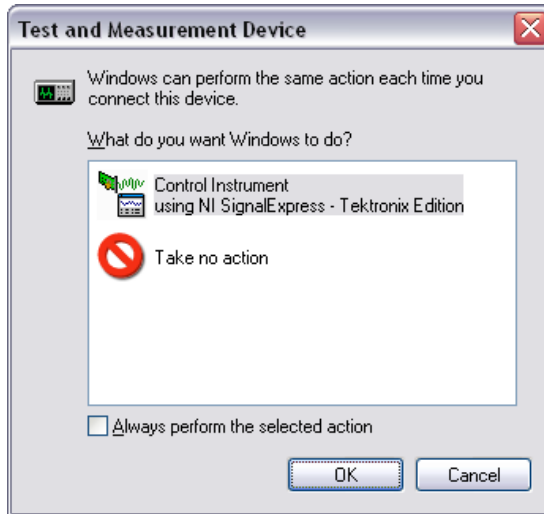 Test and Measurement Device
Windows can perform the same action each time you
connect this device.
What do you want Windows to do?
Control Instrument
using NI SignalExpress - Tektronix Edition
Take no action
Always perform the selected action
OK
Cancel